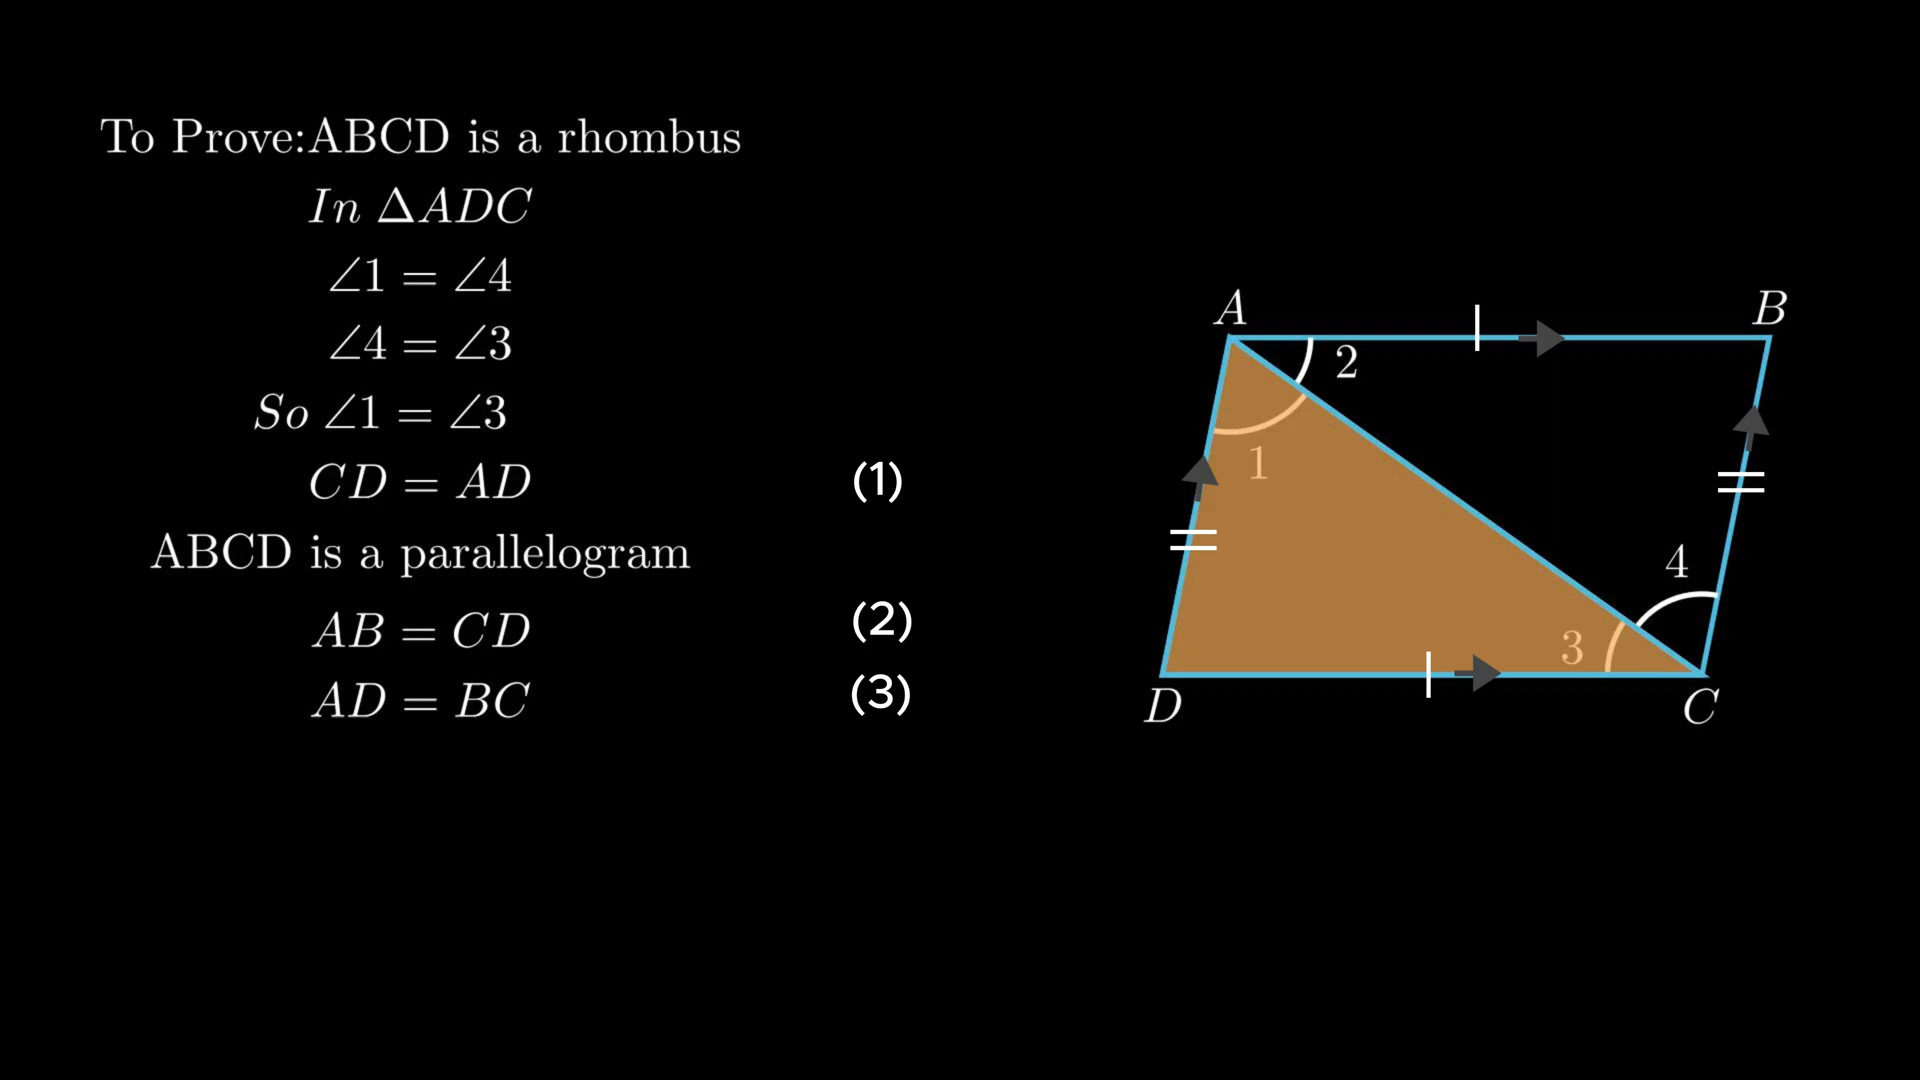 To Prove:ABCD is a rhombus
In ΔADC
∠1 = ∠4
∠4 = ∠3
So ∠1 = ∠3
CD = AD (1)
ABCD is a parallelogram
AB = CD (2)
AD = BC (3)
A
B
2
1
4
3
D
C